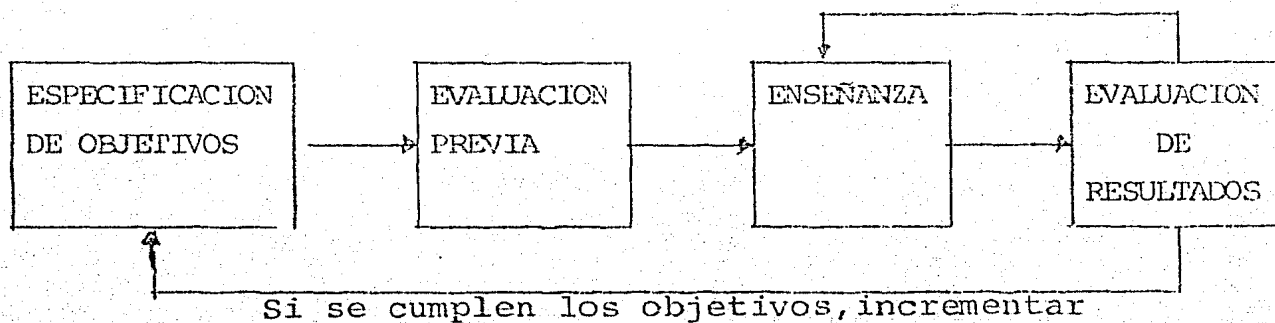 ESPECIFICACION
DE OBJETIVOS
EVALUACION
PREVIA
ENSEÑANZA
EVALUACION
DE
RESULTADOS
Si se cumplen los objetivos,incrementar